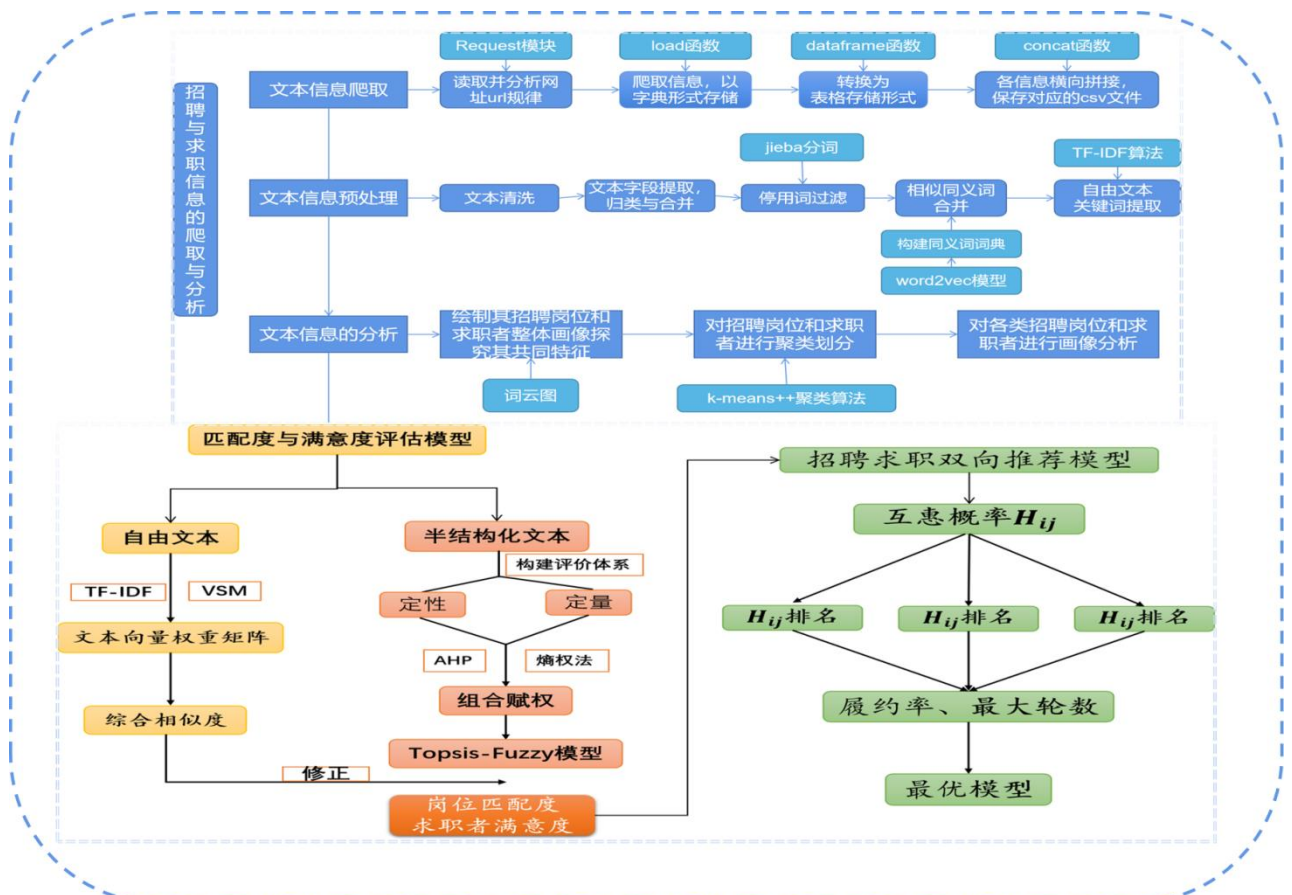 招聘与求职信息的爬取与分析
Request模块
load函数
dataframe函数
concat函数
文本信息爬取
读取并分析网
址url规律
爬取信息，以
字典形式存储
转换为
表格存储形式
各信息横向拼接，
保存对应的csv文件
jieba分词
TF-IDF算法
文本信息预处理
文本清洗
文本字段提取，
归类与合并
停用词过滤
相似同义词
合并
自由文本
关键词提取
构建同义词词典
word2vec模型
文本信息的分析
绘制其招聘岗位和
求职者整体画像探
究其共同特征
对招聘岗位和求职
者进行聚类划分
对各类招聘岗位和求
职者进行画像分析
词云图
k-means++聚类算法
匹配度与满意度评估模型
自由文本
半结构化文本
TF-IDF
VSM
构建评价体系
定性
定量
文本向量权重矩阵
AHP
熵权法
综合相似度
组合赋权
Topsis-Fuzzy模型
修正
岗位匹配度
求职者满意度
招聘求职双向推荐模型
互惠概率Hij
Hij排名
Hij排名
Hij排名
履约率、最大轮数
最优模型